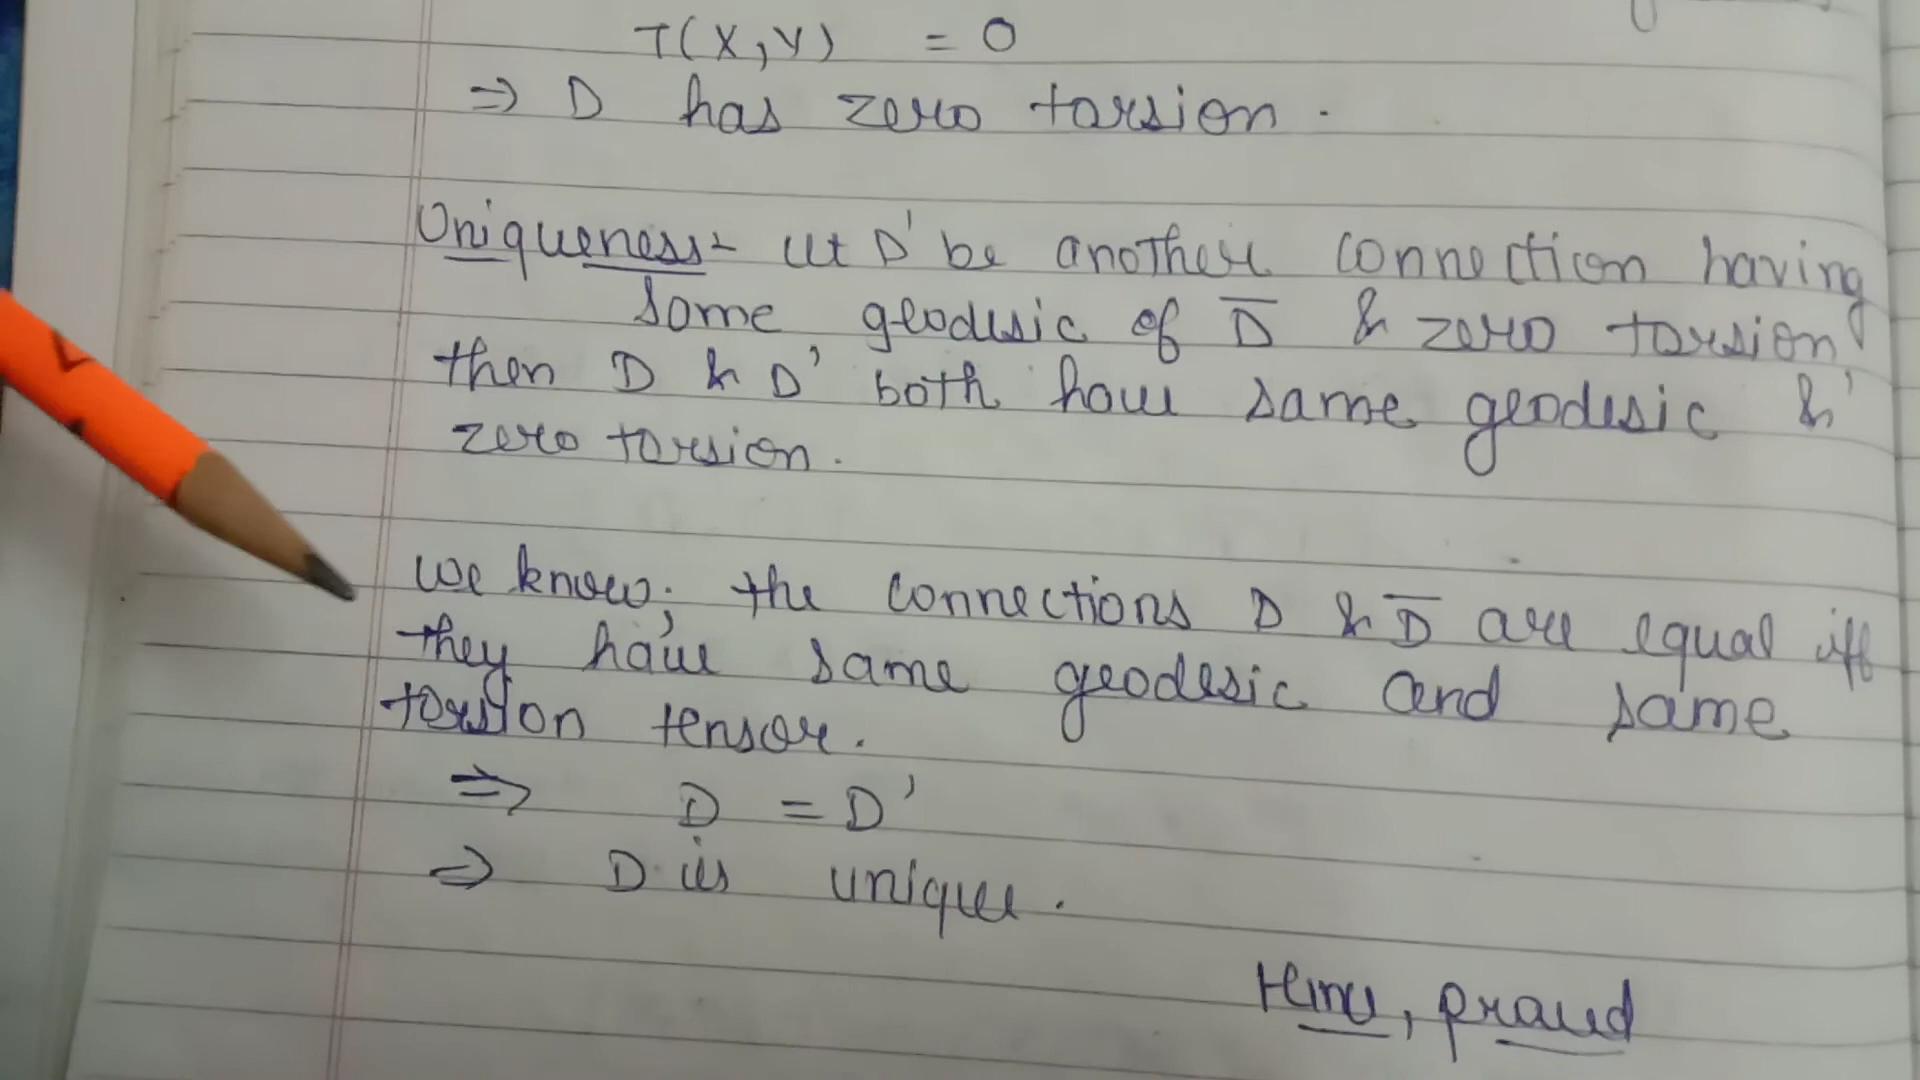 T(X,Y) = 0
⇒ D has zero torsion.
Uniqueness- let D' be another connection having
same geodesic of D̅ & zero torsion
then D & D' both have same geodesic &
zero torsion.
we know, the connections D & D̅ are equal iff
they have same geodesic and same
torsion tensor.
⇒ D = D'
⇒ D is unique.
Hence, proved